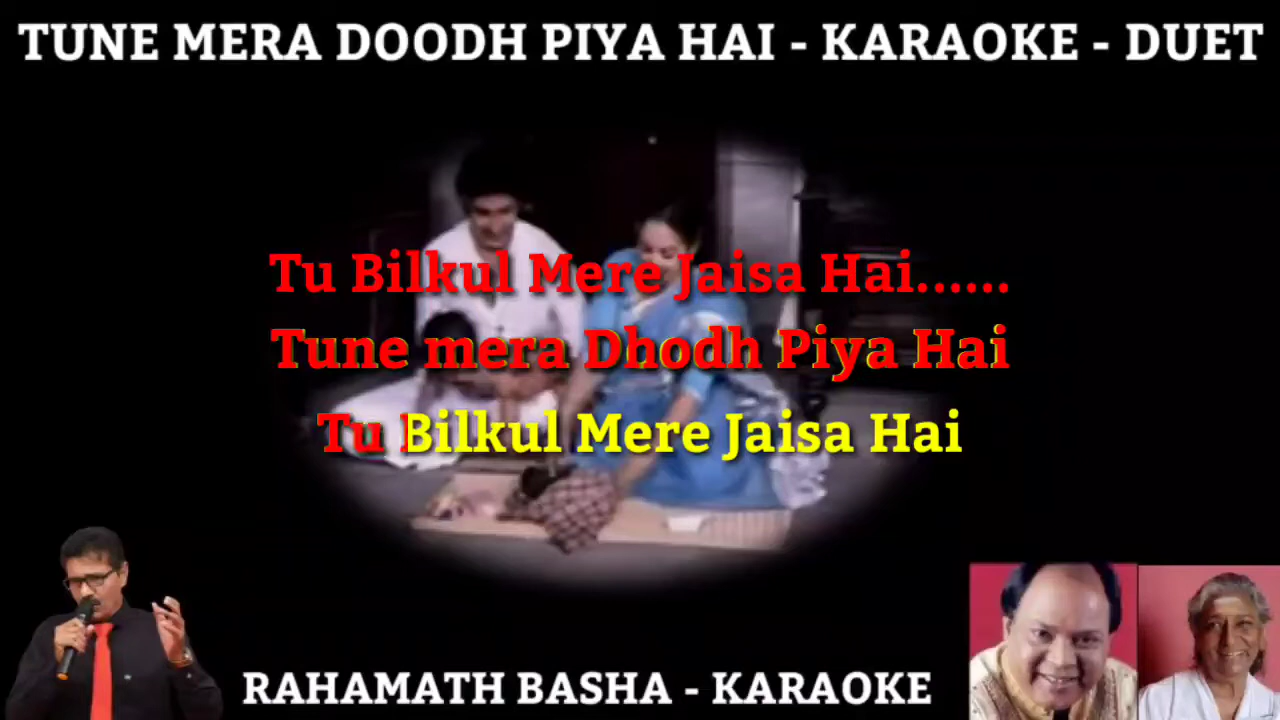 TUNE MERA DOODH PIYA HAI - KARAOKE - DUET
Tu Bilkul Mere Jaisa Hai......
Tune mera Dhodh Piya Hai
Tu Bilkul Mere Jaisa Hai
RAHAMATH BASHA - KARAOKE